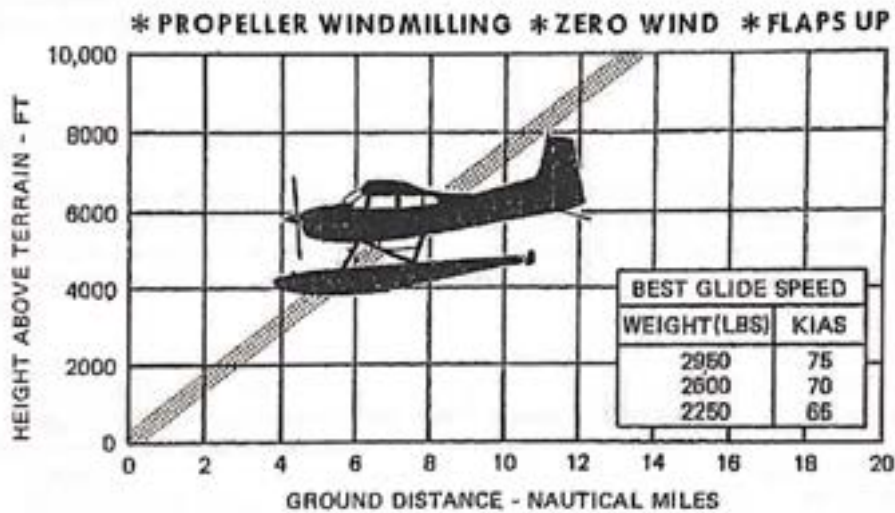 * PROPELLER WINDMILLING * ZERO WIND * FLAPS UP
HEIGHT ABOVE TERRAIN - FT
10,000
8000
6000
4000
2000
0
BEST GLIDE SPEED
WEIGHT(LBS) KIAS
2950 75
2600 70
2250 65
0 2 4 6 8 10 12 14 16 18 20
GROUND DISTANCE - NAUTICAL MILES